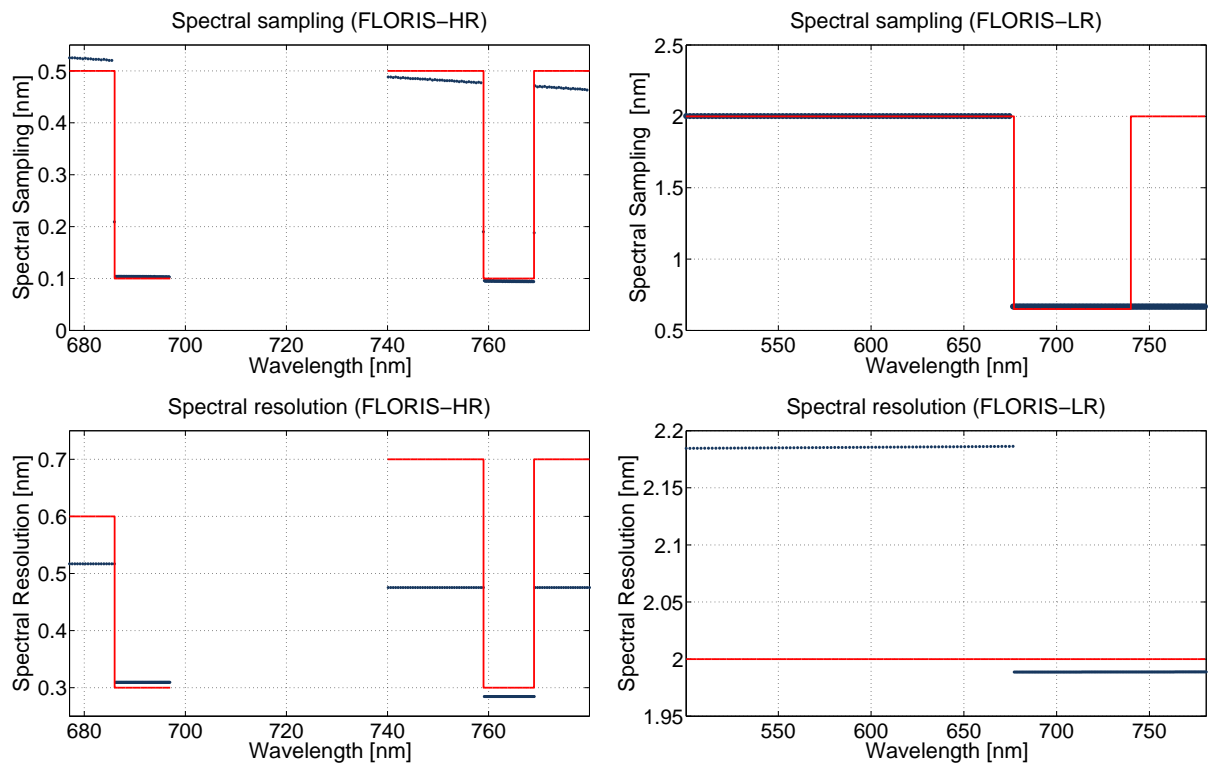 Spectral sampling (FLORIS−HR)
0.5
0.4
0.3
0.2
0.1
0
Spectral Sampling [nm]
680 700 720 740 760
Wavelength [nm]
Spectral sampling (FLORIS−LR)
2.5
2
1.5
1
0.5
Spectral Sampling [nm]
550 600 650 700 750
Wavelength [nm]
Spectral resolution (FLORIS−HR)
0.7
0.6
0.5
0.4
0.3
Spectral Resolution [nm]
680 700 720 740 760
Wavelength [nm]
Spectral resolution (FLORIS−LR)
2.2
2.15
2.1
2.05
2
1.95
Spectral Resolution [nm]
550 600 650 700 750
Wavelength [nm]